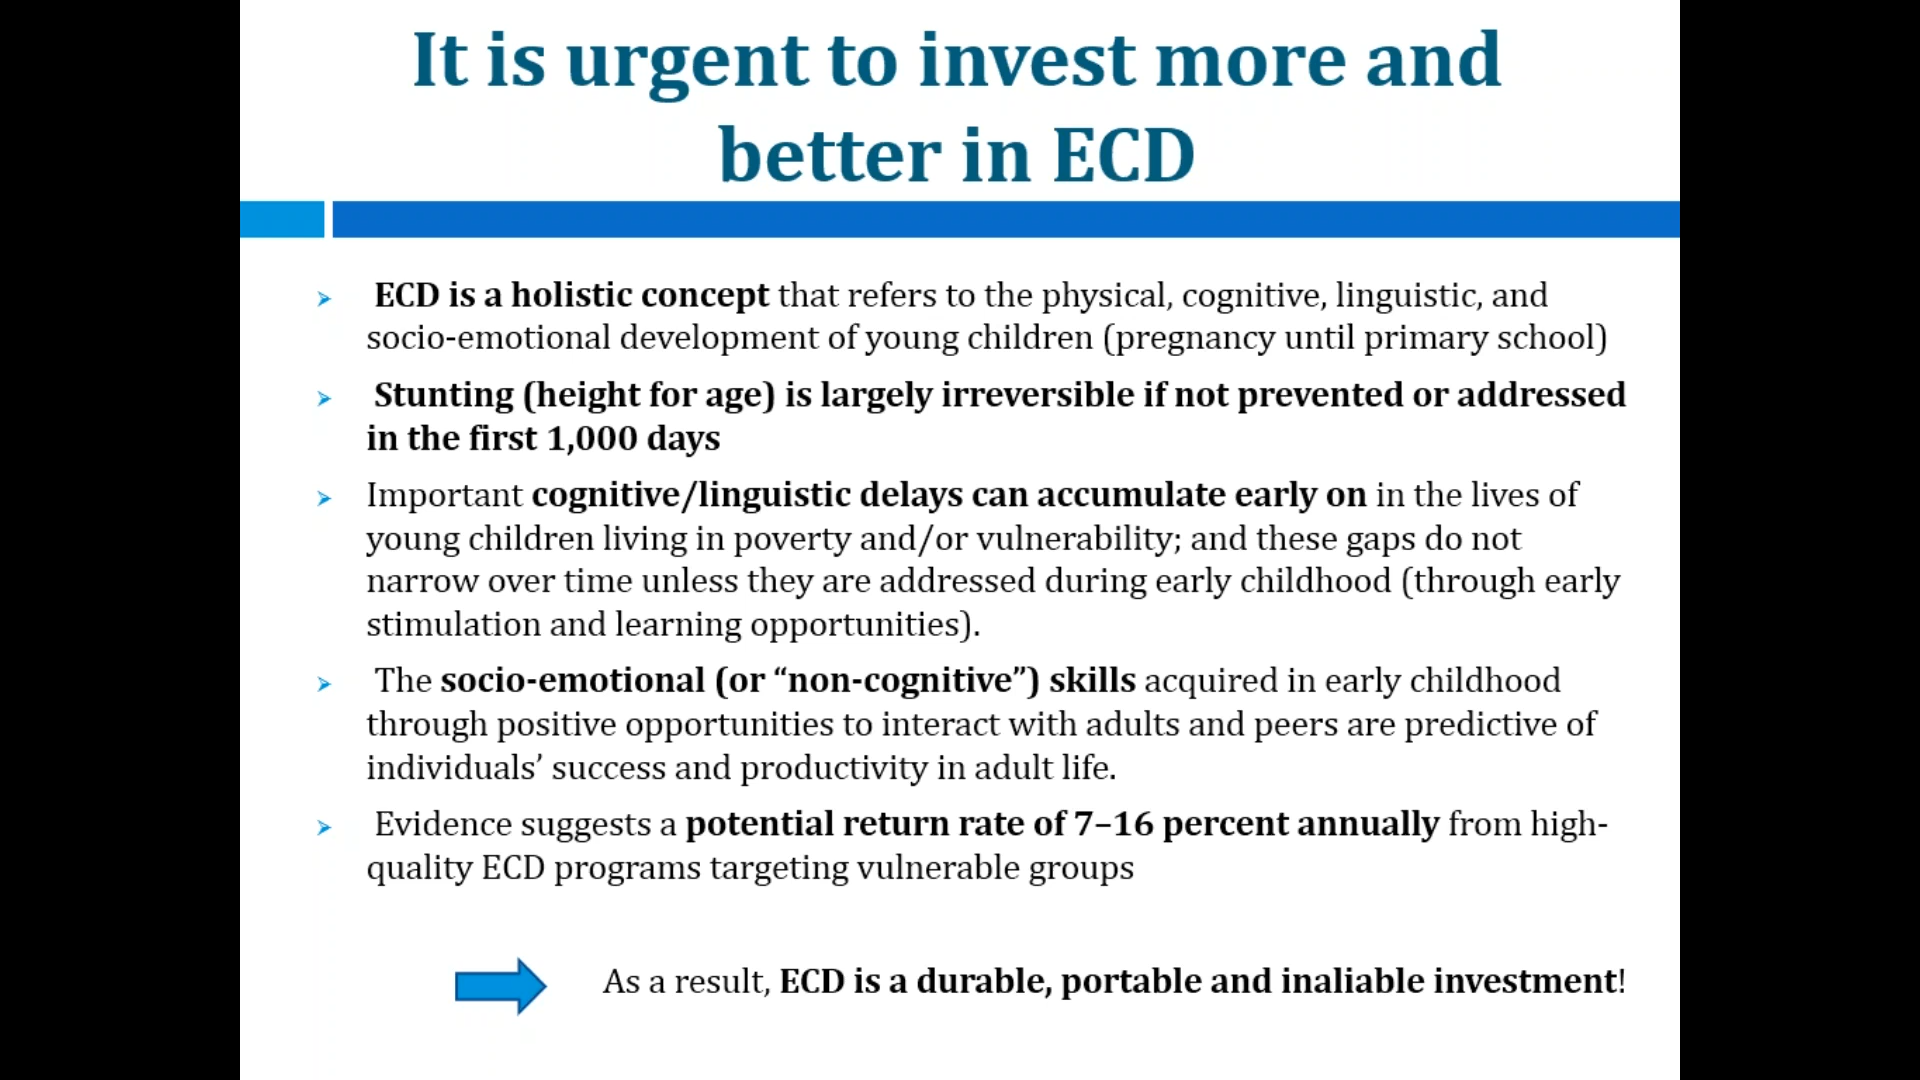 It is urgent to invest more and
better in ECD
ECD is a holistic concept that refers to the physical, cognitive, linguistic, and
socio-emotional development of young children (pregnancy until primary school)
Stunting (height for age) is largely irreversible if not prevented or addressed
in the first 1,000 days
Important cognitive/linguistic delays can accumulate early on in the lives of
young children living in poverty and/or vulnerability; and these gaps do not
narrow over time unless they are addressed during early childhood (through early
stimulation and learning opportunities).
The socio-emotional (or “non-cognitive”) skills acquired in early childhood
through positive opportunities to interact with adults and peers are predictive of
individuals’ success and productivity in adult life.
Evidence suggests a potential return rate of 7–16 percent annually from high-
quality ECD programs targeting vulnerable groups
As a result, ECD is a durable, portable and inaliable investment!